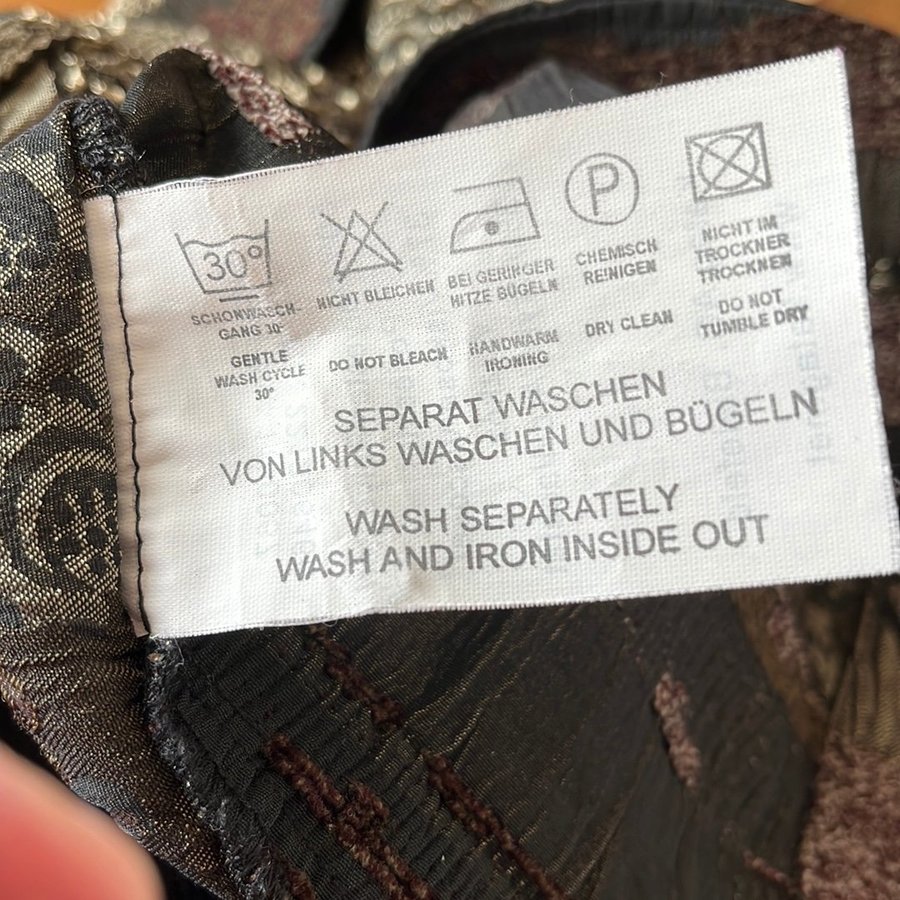 30°
P
SCHONWASCH-
GANG 30°
NICHT BLEICHEN
BEI GERINGER
HITZE BÜGELN
CHEMISCH
REINIGEN
NICHT IM
TROCKNER
TROCKNEN
GENTLE
WASH CYCLE
30°
DO NOT BLEACH
HANDWARM
IRONING
DRY CLEAN
DO NOT
TUMBLE DRY
SEPARAT WASCHEN
VON LINKS WASCHEN UND BÜGELN
WASH SEPARATELY
WASH AND IRON INSIDE OUT